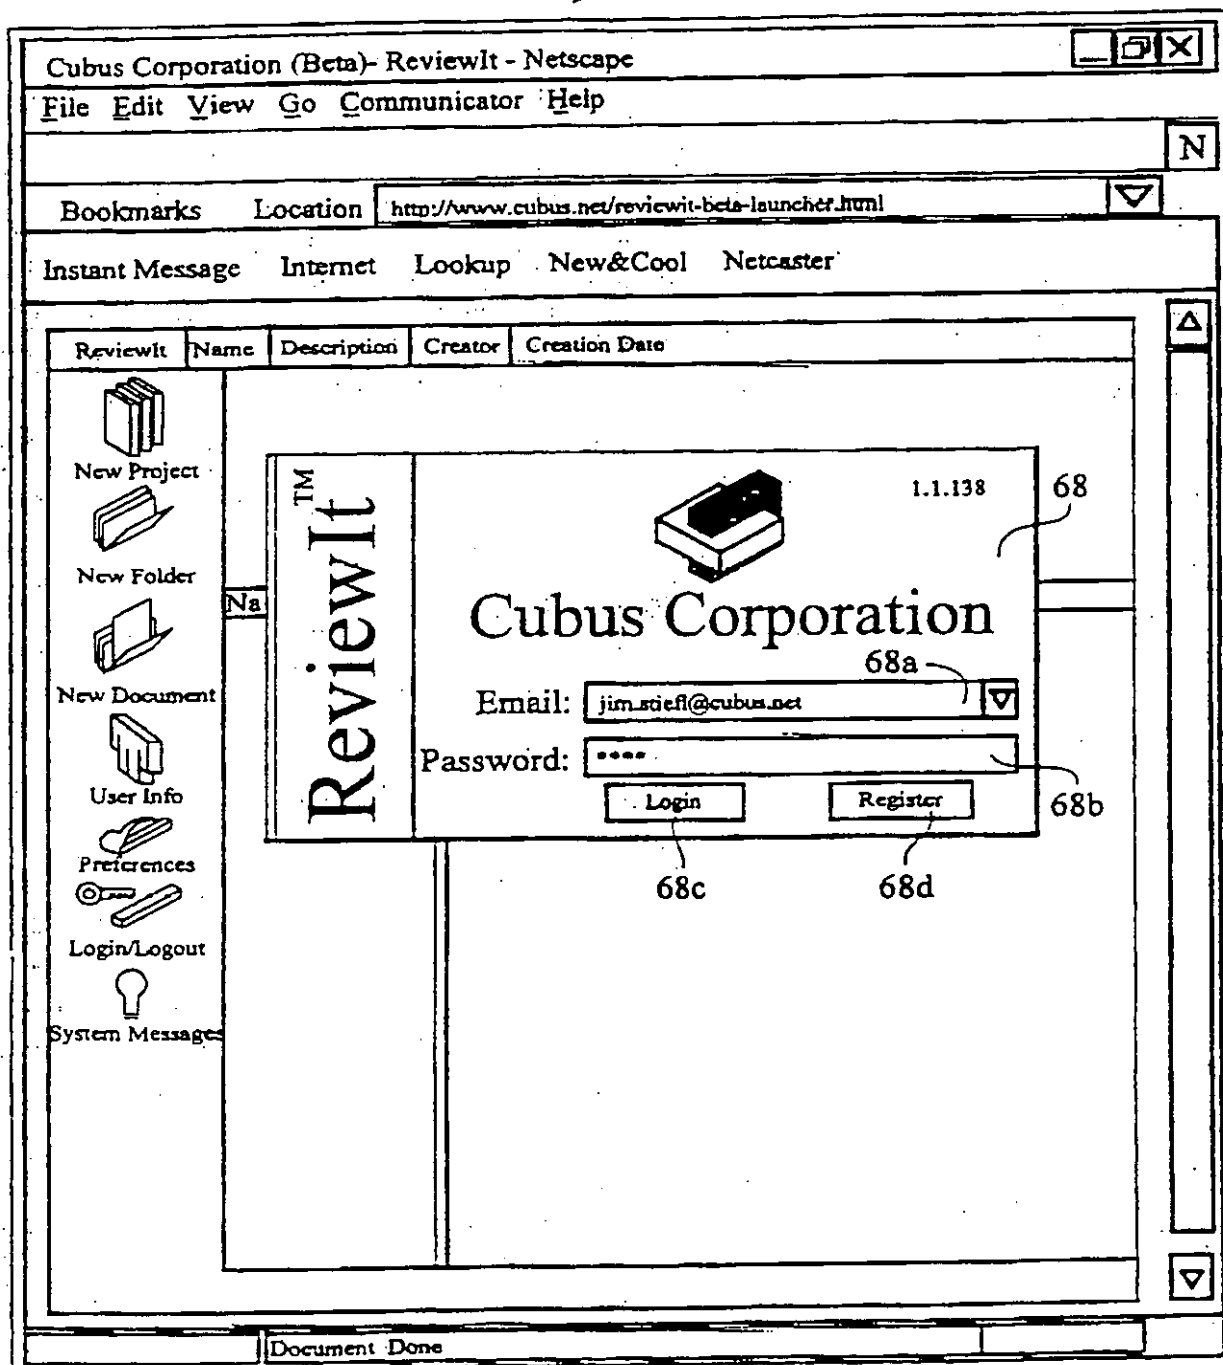 Cubus Corporation (Beta)- ReviewIt - Netscape
File Edit View Go Communicator Help
N
Bookmarks Location http://www.cubus.net/reviewit-beta-launcher.html
Instant Message Internet Lookup New&Cool Netcaster
ReviewIt Name Description Creator Creation Date
New Project
New Folder
New Document
User Info
Preferences
Login/Logout
System Messages
Na
ReviewIt™
1.1.138
68
Cubus Corporation
68a
Email: jim.stiefl@cubus.net
Password: ****
68b
Login Register
68c 68d
Document Done